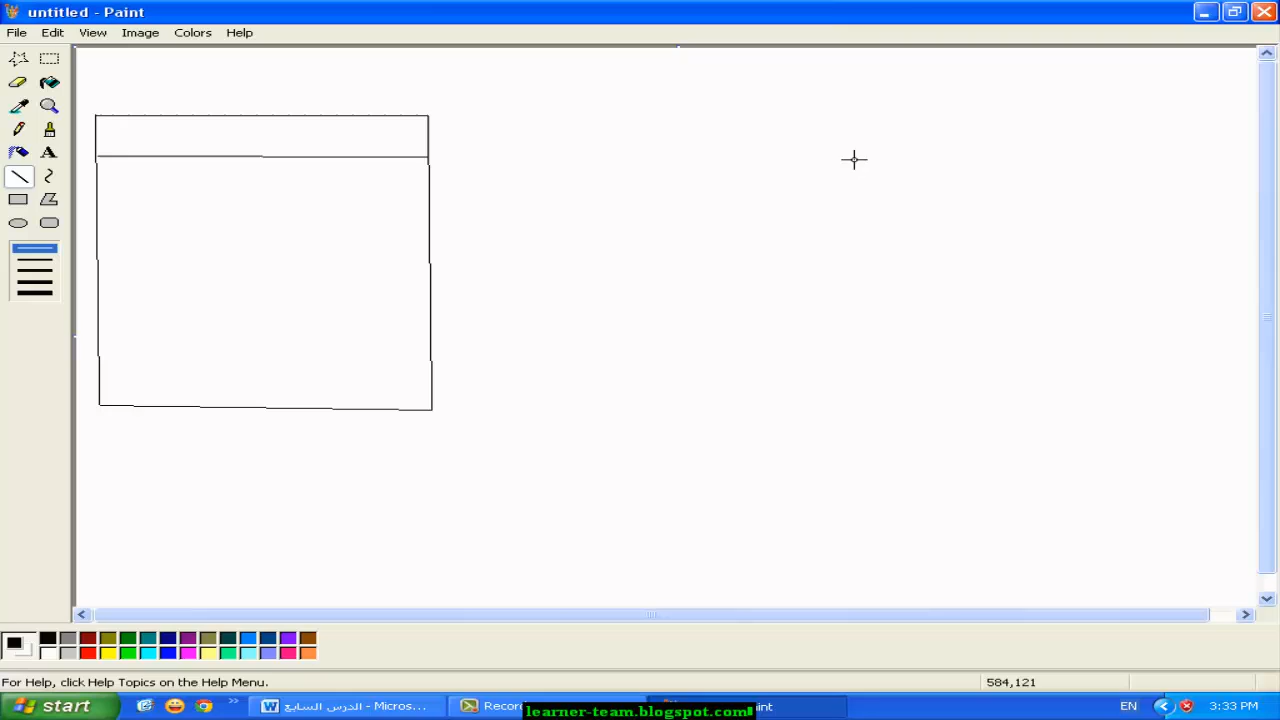 untitled - Paint
File Edit View Image Colors Help
A
For Help, click Help Topics on the Help Menu.
584,121
start
الدرس السابع - Micros...
Record
aint
EN
3:33 PM
learner-team.blogspot.com